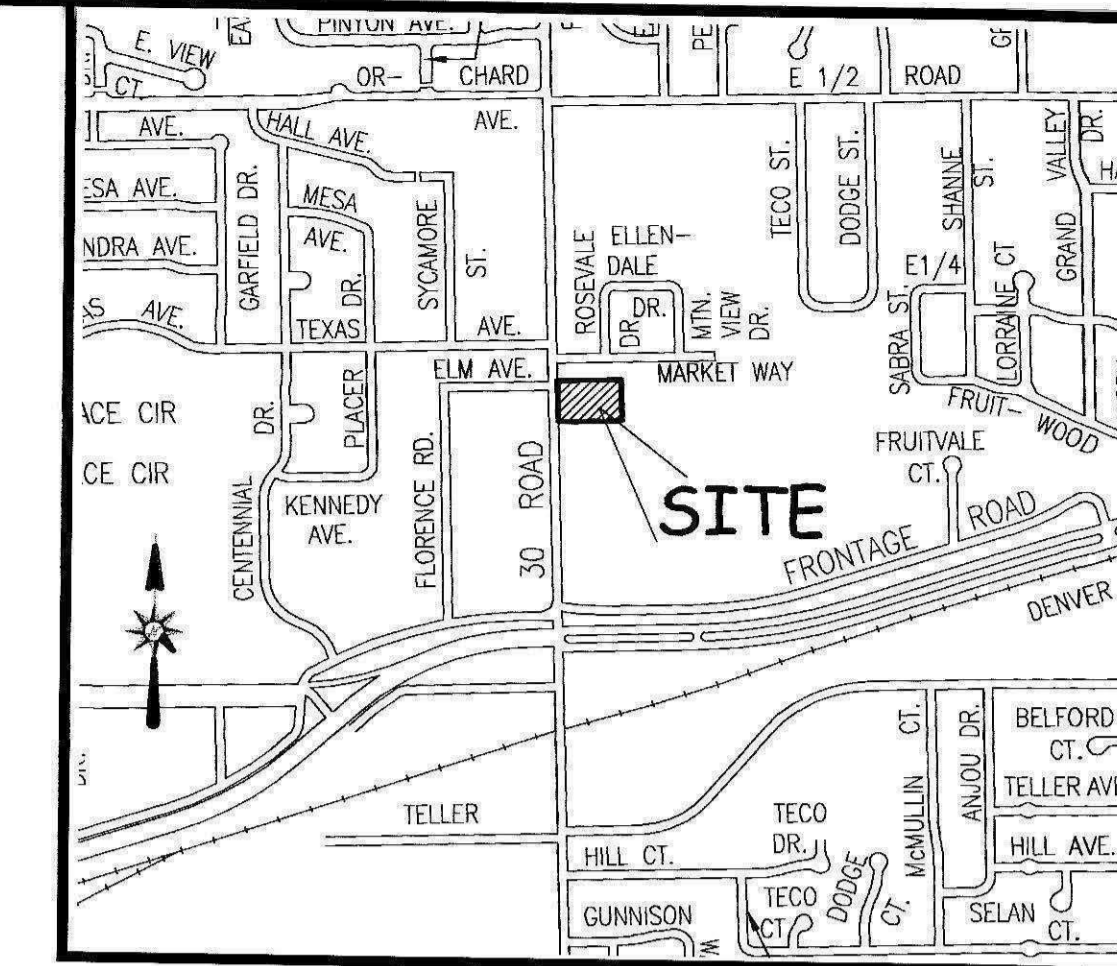 PINYON AVE.
E. VIEW
CT.
OR-
CHARD
AVE.
E 1/2
ROAD
AVE.
HALL AVE.
ESA AVE.
NDRA AVE.
AS AVE.
GARFIELD DR.
MESA
AVE.
SYCAMORE
ST.
TEXAS
AVE.
PLACER
DR.
ROSEVALE
DR
ELLEN-
DALE
DR.
MTN.
VIEW
DR.
TECO ST.
DODGE ST.
SHANNE
ST.
VALLEY
DR.
GRAND
E1/4
SABRA ST.
LORRAINE CT
ELM AVE.
MARKET WAY
FRUIT-
WOOD
ACE CIR
CE CIR
CENTENNIAL
DR.
KENNEDY
AVE.
FLORENCE RD.
30 ROAD
SITE
FRUITVALE
CT.
FRONTAGE ROAD
DENVER
TELLER
HILL CT.
GUNNISON
TECO
DR.
TECO
CT
DODGE
CT.
McMULLIN CT.
ANJOU DR.
BELFORD
CT.
TELLER AVE
HILL AVE.
SELAN
CT.